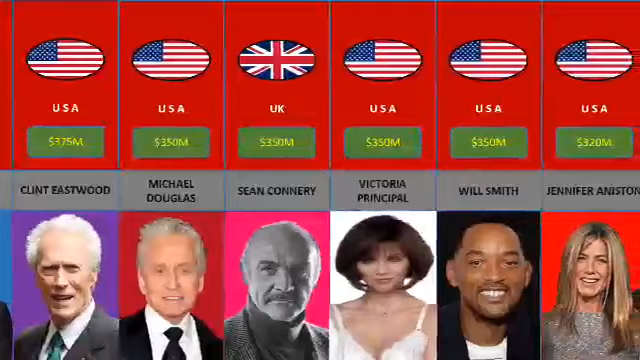 USA
USA
UK
USA
USA
USA
$375M
$350M
$350M
$350M
$350M
$320M
CLINT EASTWOOD
MICHAEL
DOUGLAS
SEAN CONNERY
VICTORIA
PRINCIPAL
WILL SMITH
JENNIFER ANISTON